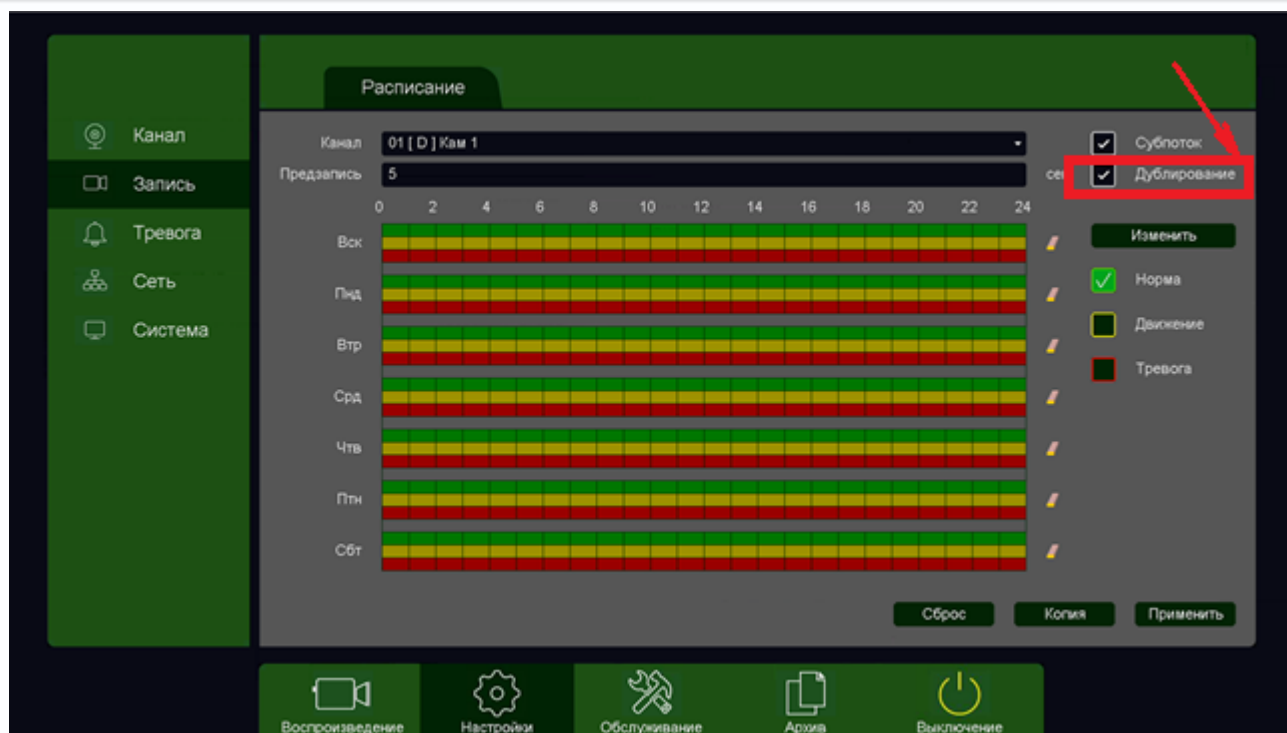 Расписание
Канал
Запись
Тревога
Сеть
Система
Канал 01 [ D ] Кам 1 Субпоток
Предзапись 5 Дублирование
0 2 4 6 8 10 12 14 16 18 20 22 24
Вск
Пнд
Втр
Срд
Чтв
Птн
Сбт
Изменить
Норма
Движение
Тревога
Сброс Копия Применить
Воспроизведение Настройки Обслуживание Архив Выключение